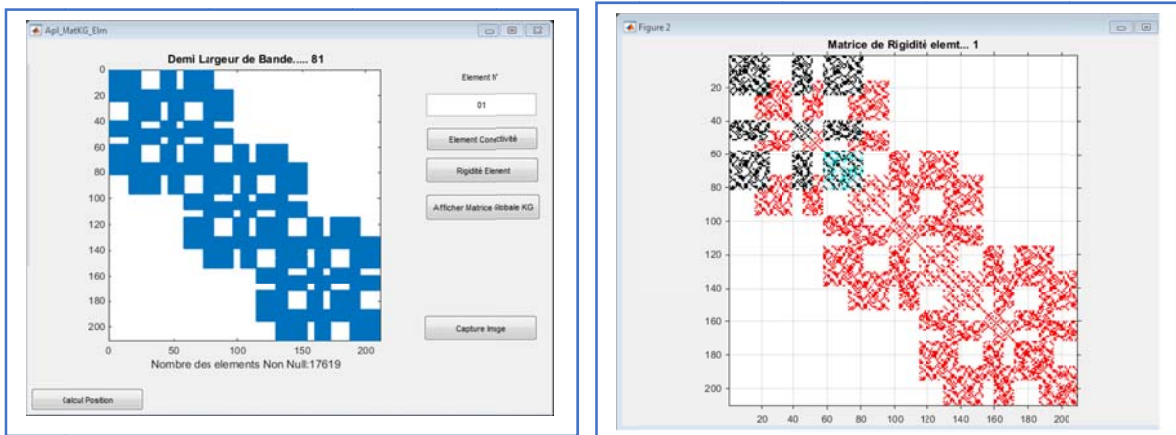 Apl_MatKG_Elm
Demi Largeur de Bande..... 81
0
20
40
60
80
100
120
140
160
180
200
0 50 100 150 200
Nombre des elements Non Null:17619
Element N°
01
Element Conectivité
Rigidité Element
Afficher Matrice Globale KG
Capture Image
Calcul Position
Figure 2
Matrice de Rigidité elemt... 1
20
40
60
80
100
120
140
160
180
200
20 40 60 80 100 120 140 160 180 200